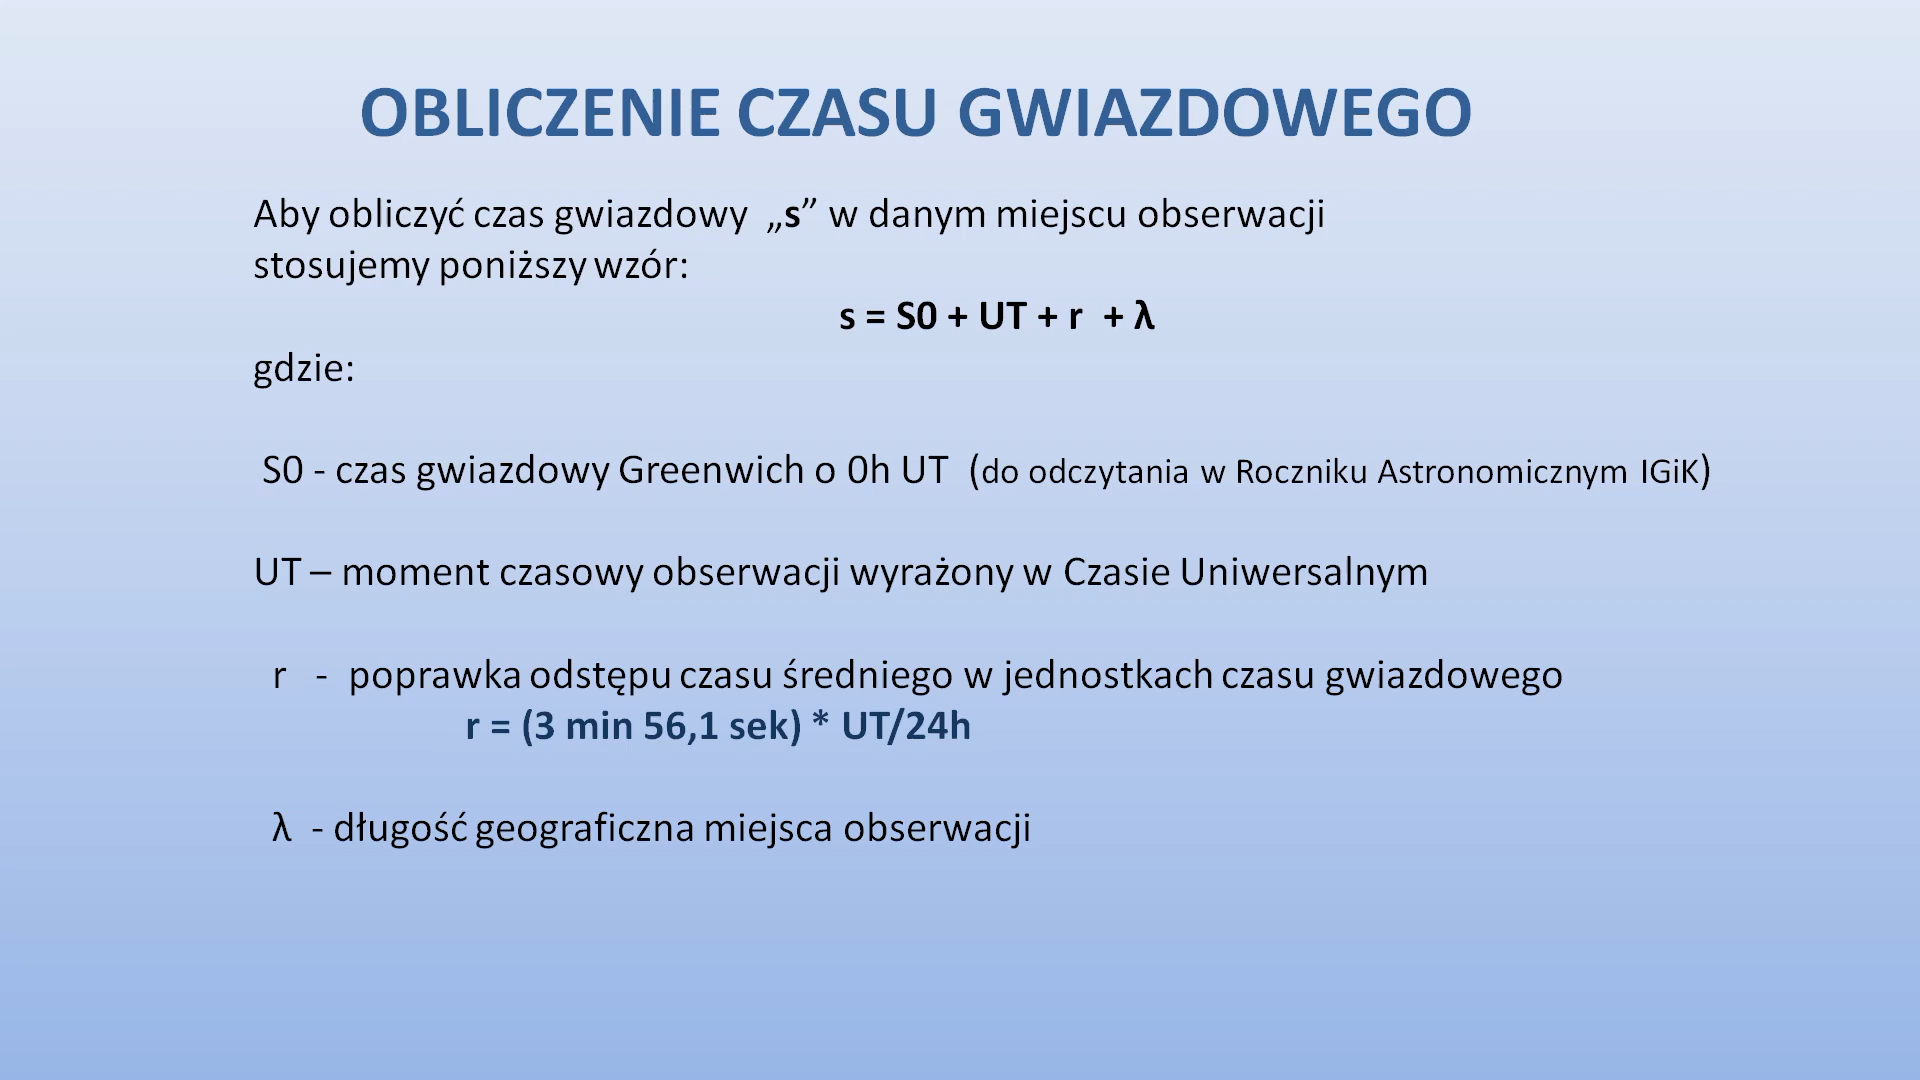 OBLICZENIE CZASU GWIAZDOWEGO
Aby obliczyć czas gwiazdowy „s” w danym miejscu obserwacji
stosujemy poniższy wzór:
s = S0 + UT + r + λ
gdzie:
S0 - czas gwiazdowy Greenwich o 0h UT (do odczytania w Roczniku Astronomicznym IGiK)
UT – moment czasowy obserwacji wyrażony w Czasie Uniwersalnym
r - poprawka odstępu czasu średniego w jednostkach czasu gwiazdowego
r = (3 min 56,1 sek) * UT/24h
λ - długość geograficzna miejsca obserwacji